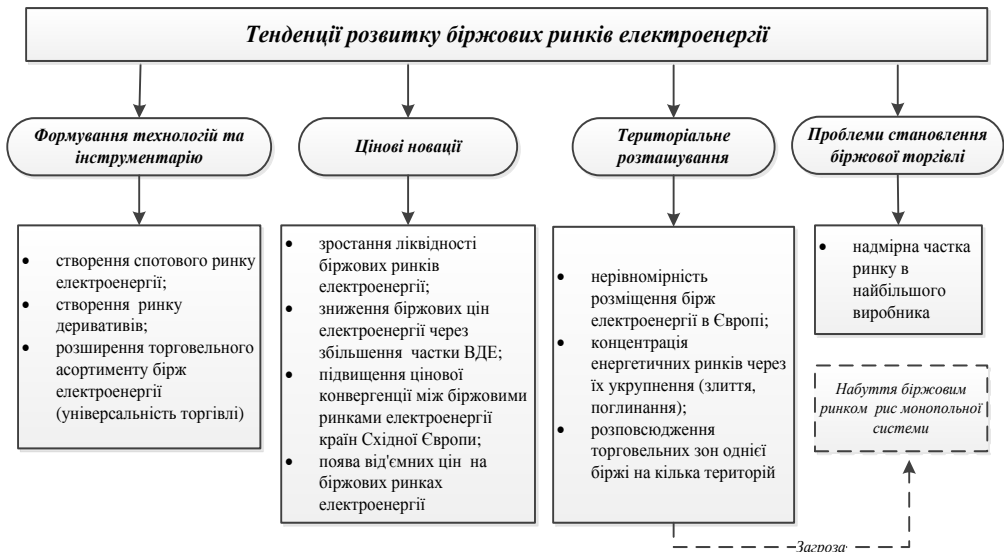 Тенденції розвитку біржових ринків електроенергії
Формування технологій та
інструментарію
Цінові новації
Територіальне
розташування
Проблеми становлення
біржової торгівлі
• створення спотового ринку
електроенергії;
• створення ринку
деривативів;
• розширення торговельного
асортименту бірж
електроенергії
(універсальність торгівлі)
• зростання ліквідності
біржових ринків
електроенергії;
• зниження біржових цін
електроенергії через
збільшення частки ВДЕ;
• підвищення цінової
конвергенції між біржовими
ринками електроенергії
країн Східної Європи;
• поява від'ємних цін на
біржових ринках
електроенергії
• нерівномірність
розміщення бірж
електроенергії в Європі;
• концентрація
енергетичних ринків через
їх укрупнення (злиття,
поглинання);
• розповсюдження
торговельних зон однієї
біржі на кілька територій
• надмірна частка
ринку в
найбільшого
виробника
Набуття біржовим
ринком рис монопольної
системи
Загроза